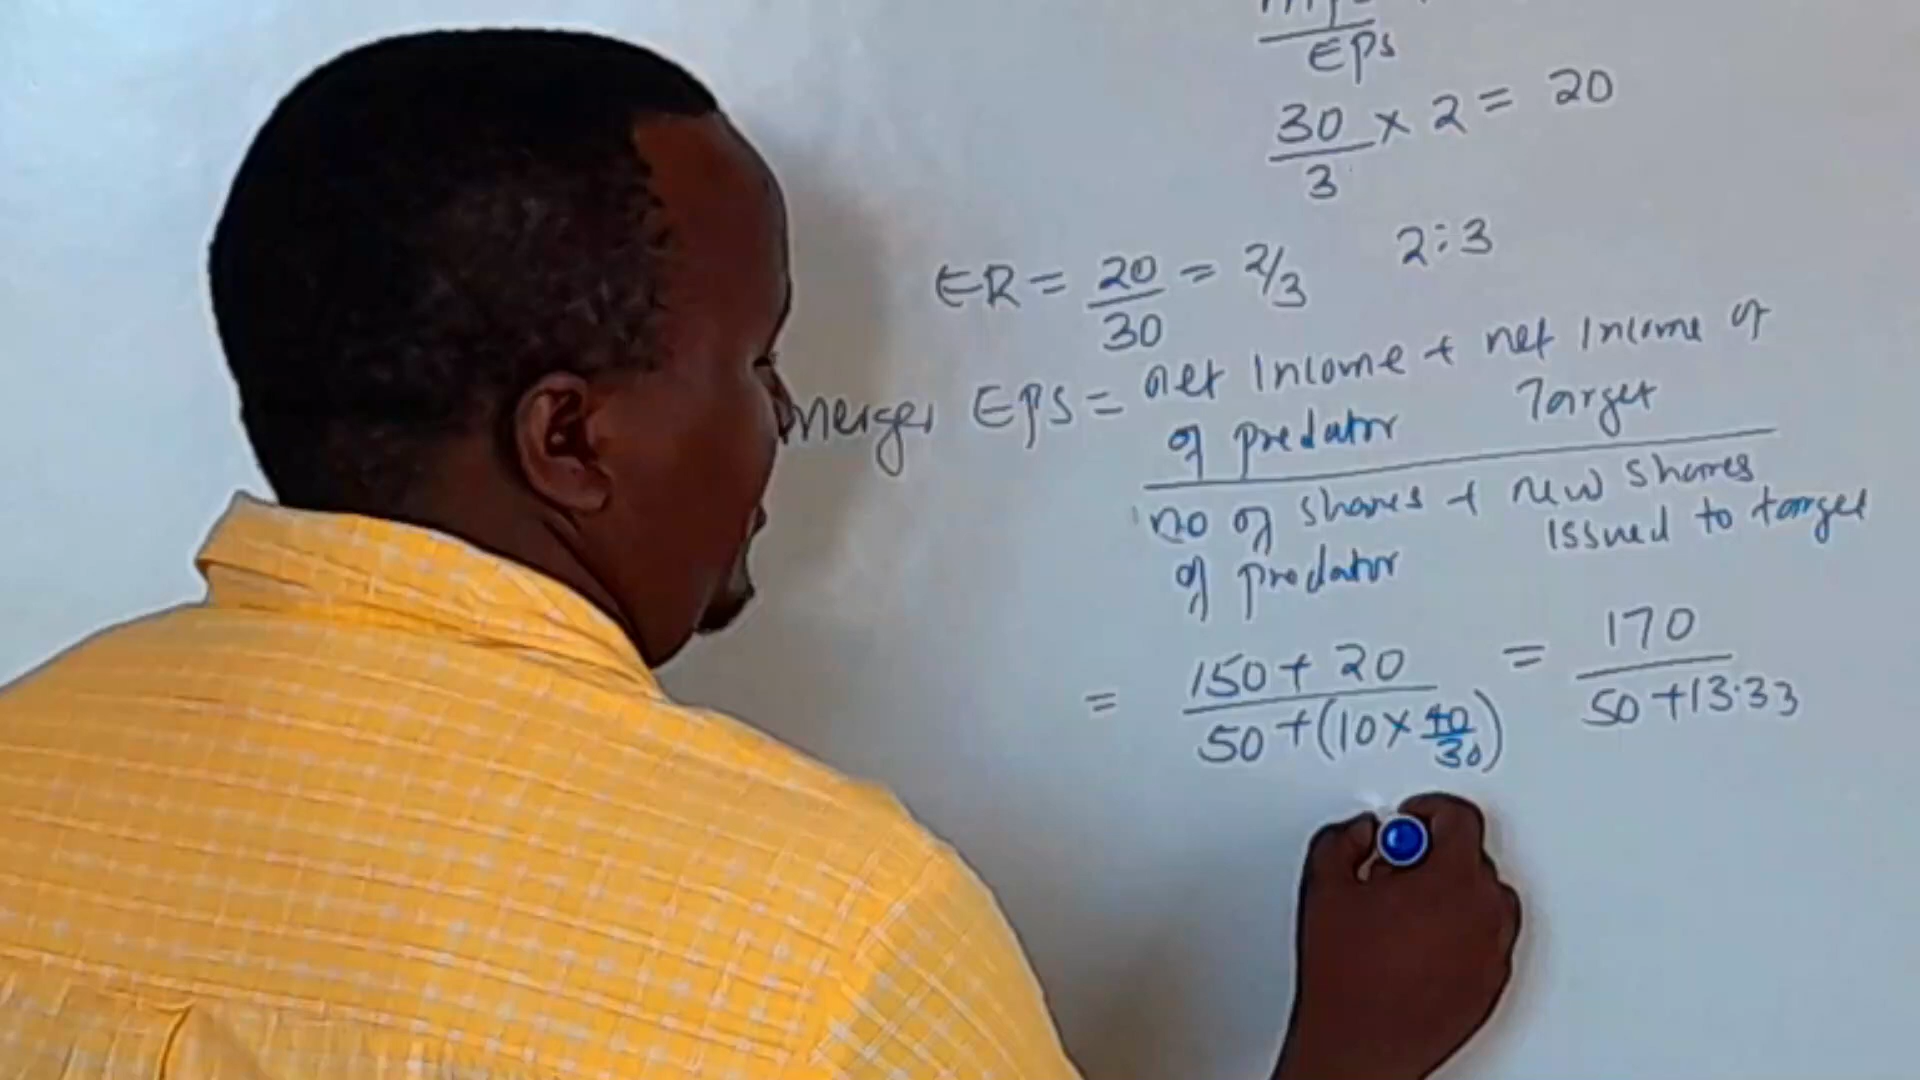 EPS
30/3 × 2 = 20
ER = 20/30 = 2/3 2:3
merger EPS = net income + net income of
of predator Target
no of shares + new shares
of predator issued to target
= 150 + 20 / 50 + (10 × 40/30) = 170 / 50 + 13.33